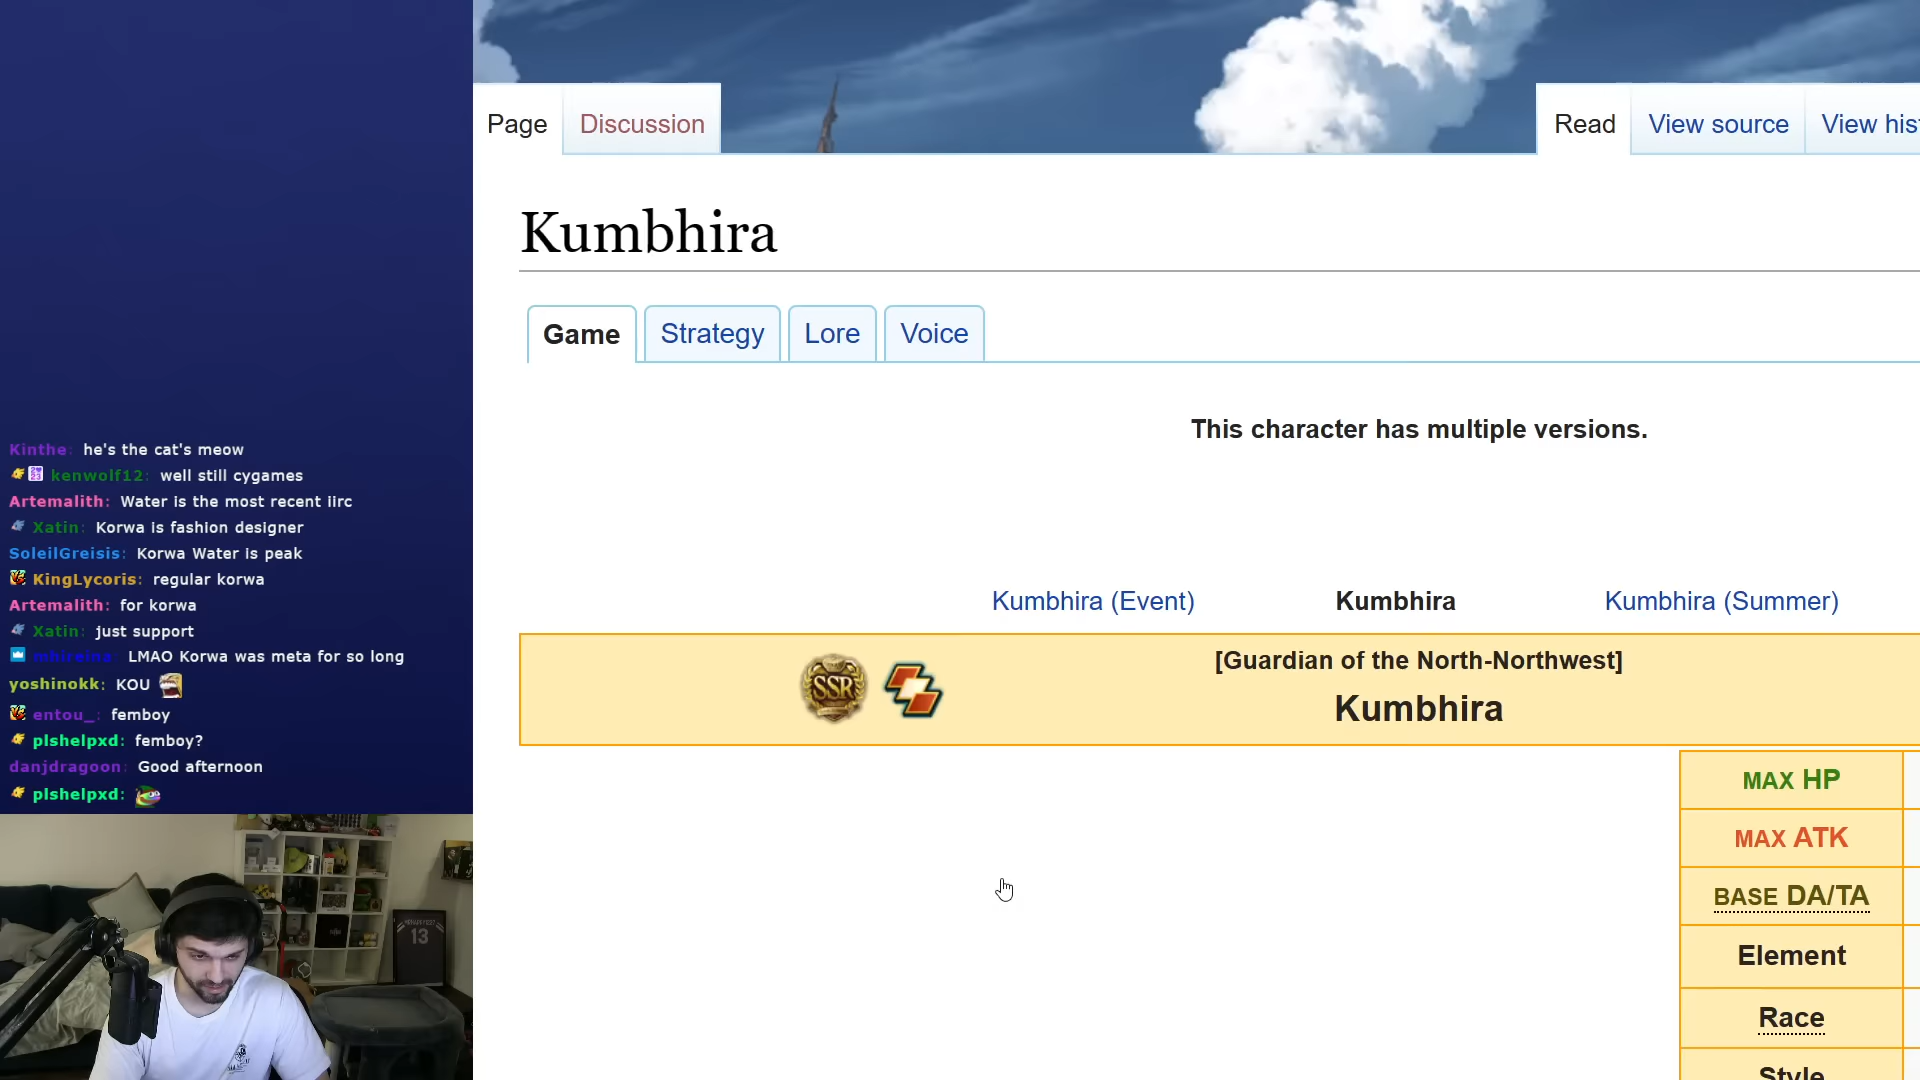 Page
Discussion
Read
View source
View his
Kumbhira
Game
Strategy
Lore
Voice
This character has multiple versions.
Kumbhira (Event)
Kumbhira
Kumbhira (Summer)
SSR
[Guardian of the North-Northwest]
Kumbhira
MAX HP
MAX ATK
BASE DA/TA
Element
Race
Style
Kinthe: he's the cat's meow
kenwolf12: well still cygames
Artemalith: Water is the most recent iirc
Xatin: Korwa is fashion designer
SoleilGreisis: Korwa Water is peak
KingLycoris: regular korwa
Artemalith: for korwa
Xatin: just support
mhireina: LMAO Korwa was meta for so long
yoshinokk: KOU
entou_: femboy
plshelpxd: femboy?
danjdragoon: Good afternoon
plshelpxd:
13